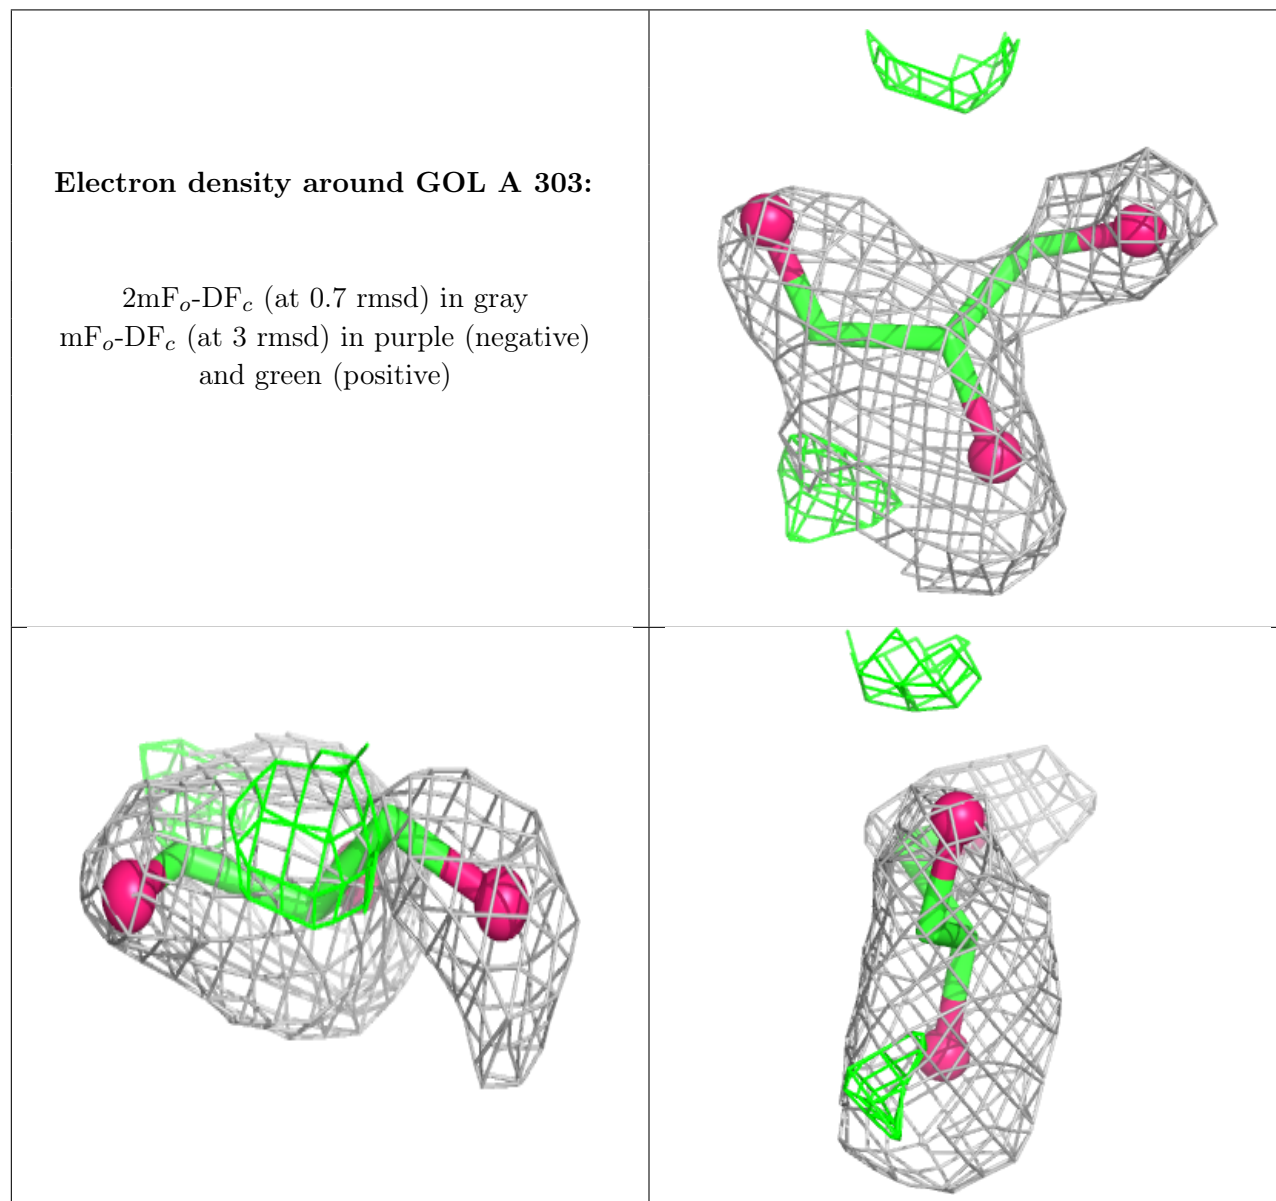 Electron density around GOL A 303:
2mFo-DFc (at 0.7 rmsd) in gray
mFo-DFc (at 3 rmsd) in purple (negative)
and green (positive)